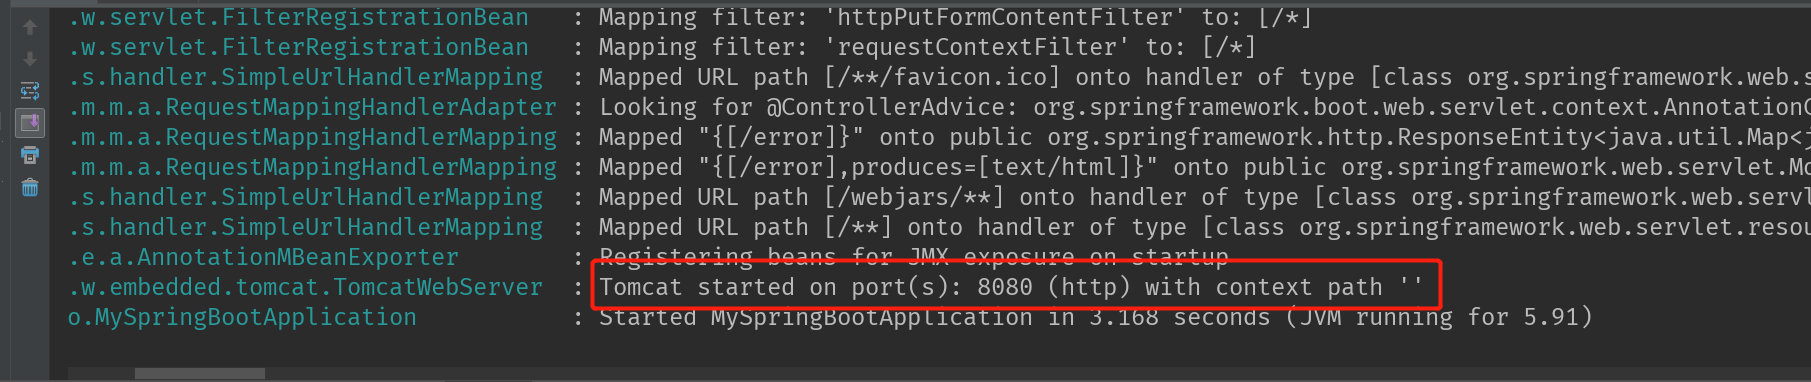 .w.servlet.FilterRegistrationBean : Mapping filter: 'httpPutFormContentFilter' to: [/*]
.w.servlet.FilterRegistrationBean : Mapping filter: 'requestContextFilter' to: [/*]
.s.handler.SimpleUrlHandlerMapping : Mapped URL path [/**/favicon.ico] onto handler of type [class org.springframework.web.s
.m.m.a.RequestMappingHandlerAdapter : Looking for @ControllerAdvice: org.springframework.boot.web.servlet.context.AnnotationC
.m.m.a.RequestMappingHandlerMapping : Mapped "{[/error]}" onto public org.springframework.http.ResponseEntity<java.util.Map<j
.m.m.a.RequestMappingHandlerMapping : Mapped "{[/error],produces=[text/html]}" onto public org.springframework.web.servlet.Mo
.s.handler.SimpleUrlHandlerMapping : Mapped URL path [/webjars/**] onto handler of type [class org.springframework.web.servl
.s.handler.SimpleUrlHandlerMapping : Mapped URL path [/**] onto handler of type [class org.springframework.web.servlet.resou
.e.a.AnnotationMBeanExporter : Registering beans for JMX exposure on startup
.w.embedded.tomcat.TomcatWebServer : Tomcat started on port(s): 8080 (http) with context path ''
o.MySpringBootApplication : Started MySpringBootApplication in 3.168 seconds (JVM running for 5.91)